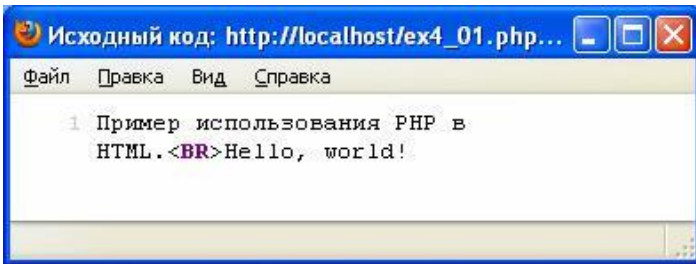 Исходный код: http://localhost/ex4_01.php...
Файл Правка Вид Справка
1 Пример использования PHP в
HTML.<BR>Hello, world!